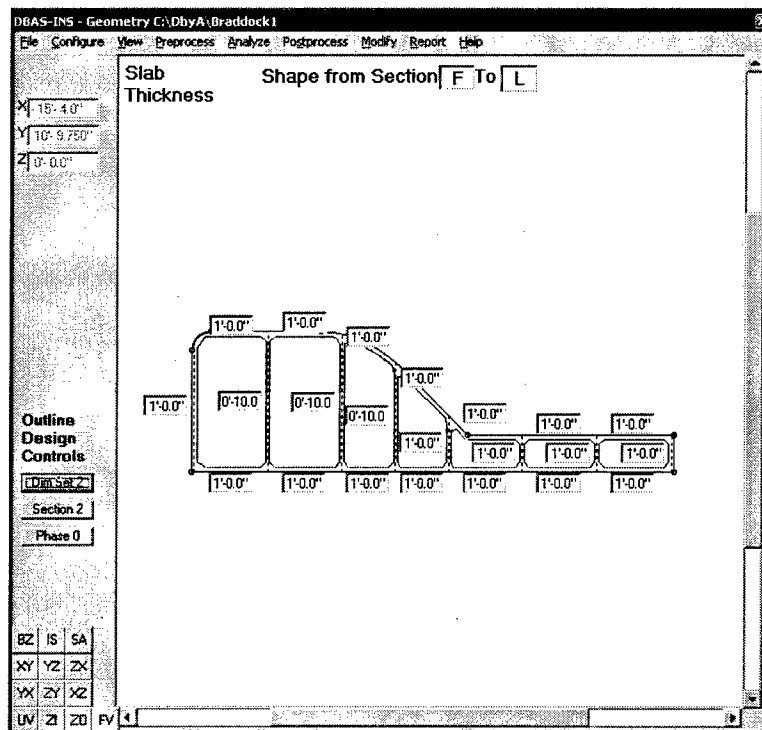 DBAS-INS - Geometry C:\DbyA\Braddock1
File Configure View Preprocess Analyze Postprocess Modify Report Help
Slab Thickness
Shape from Section F To L
X - 15'- 4.0"
Y 10'- 9.750"
Z 0'- 0.0"
1'-0.0" 1'-0.0"
1'-0.0"
1'-0.0"
1'-0.0" 0'-10.0 0'-10.0 0'-10.0
1'-0.0" 1'-0.0" 1'-0.0"
1'-0.0" 1'-0.0" 1'-0.0" 1'-0.0"
1'-0.0" 1'-0.0" 1'-0.0" 1'-0.0" 1'-0.0" 1'-0.0" 1'-0.0"
Outline
Design
Controls
Dim Set 2
Section 2
Phase 0
BZ IS SA
XY YZ ZX
YX ZY XZ
UV ZI ZO FV